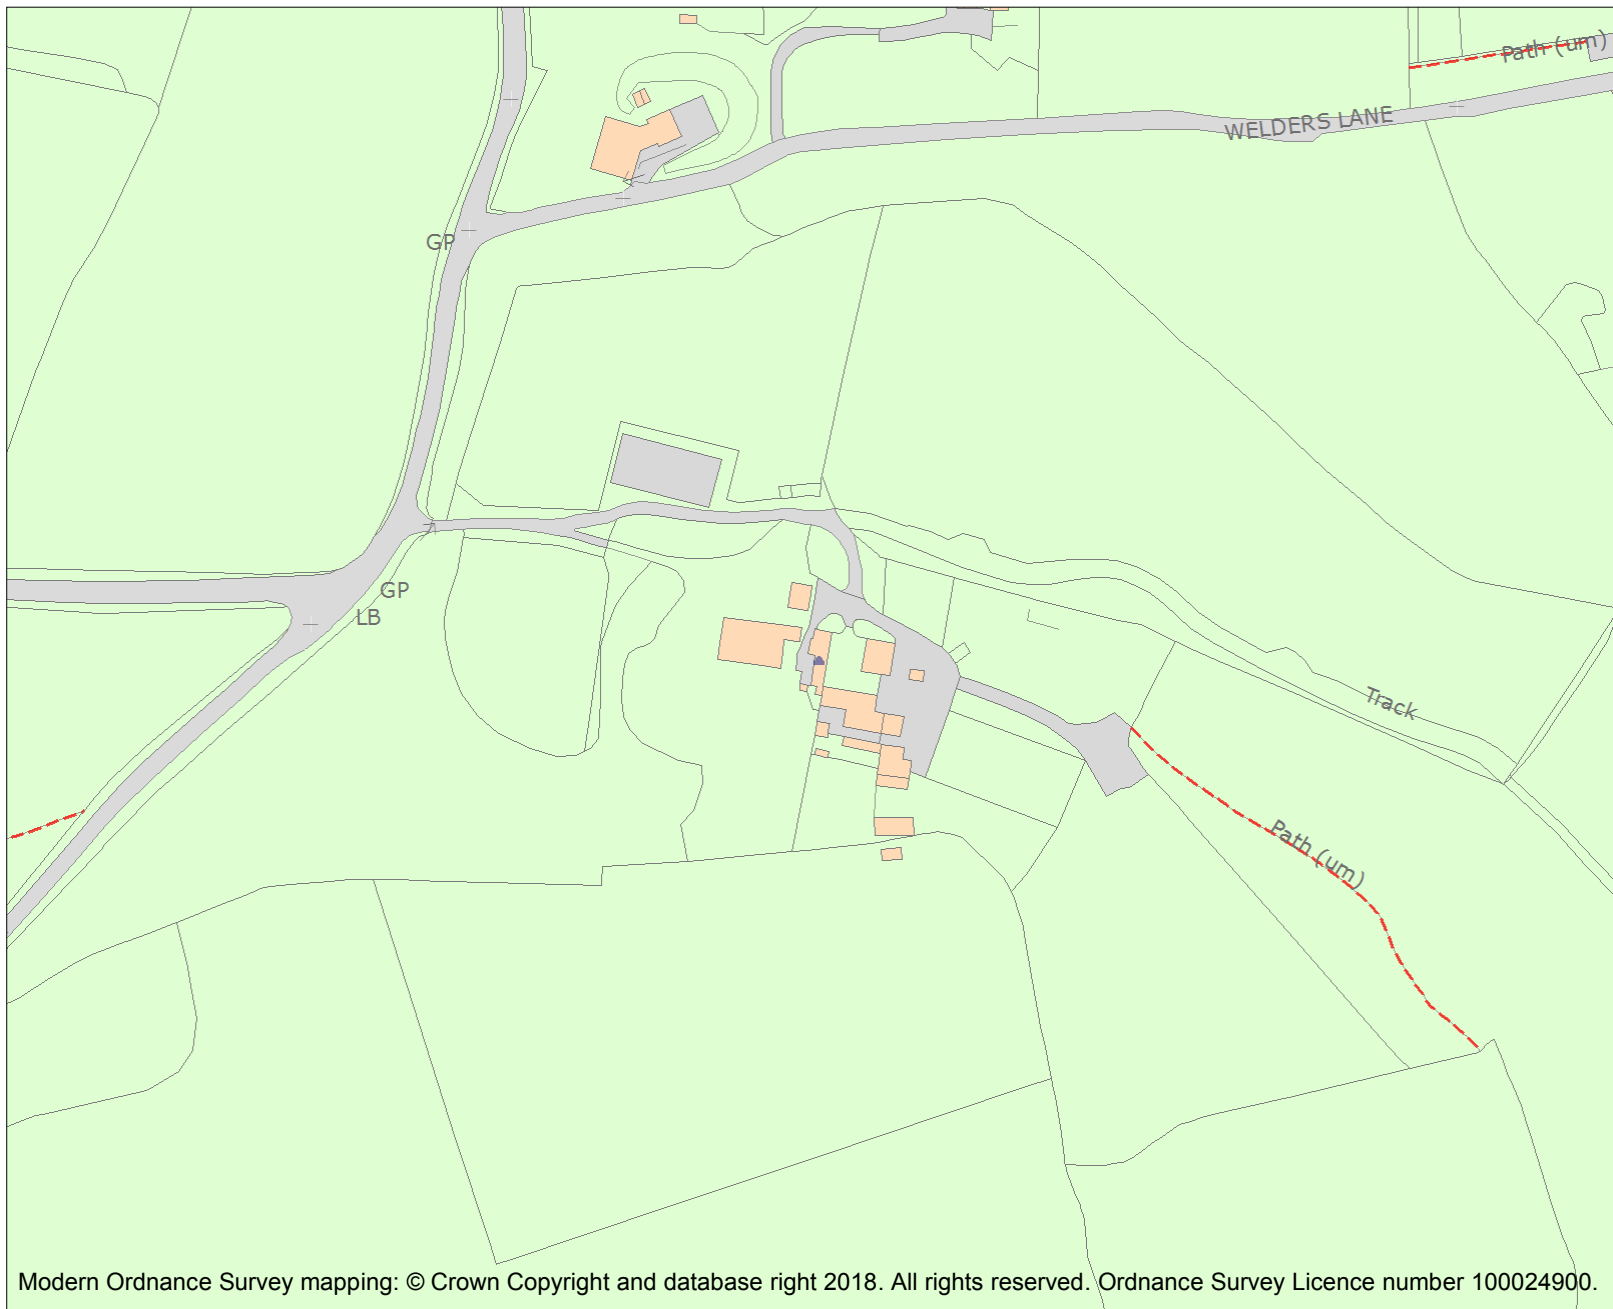 Path (um)
WELDERS LANE
GP
GP
LB
Track
Path (um)
Modern Ordnance Survey mapping: © Crown Copyright and database right 2018. All rights reserved. Ordnance Survey Licence number 100024900.